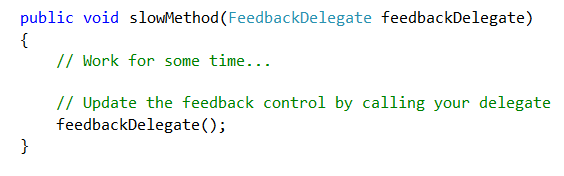 public void slowMethod(FeedbackDelegate feedbackDelegate)
{
// Work for some time...
// Update the feedback control by calling your delegate
feedbackDelegate();
}